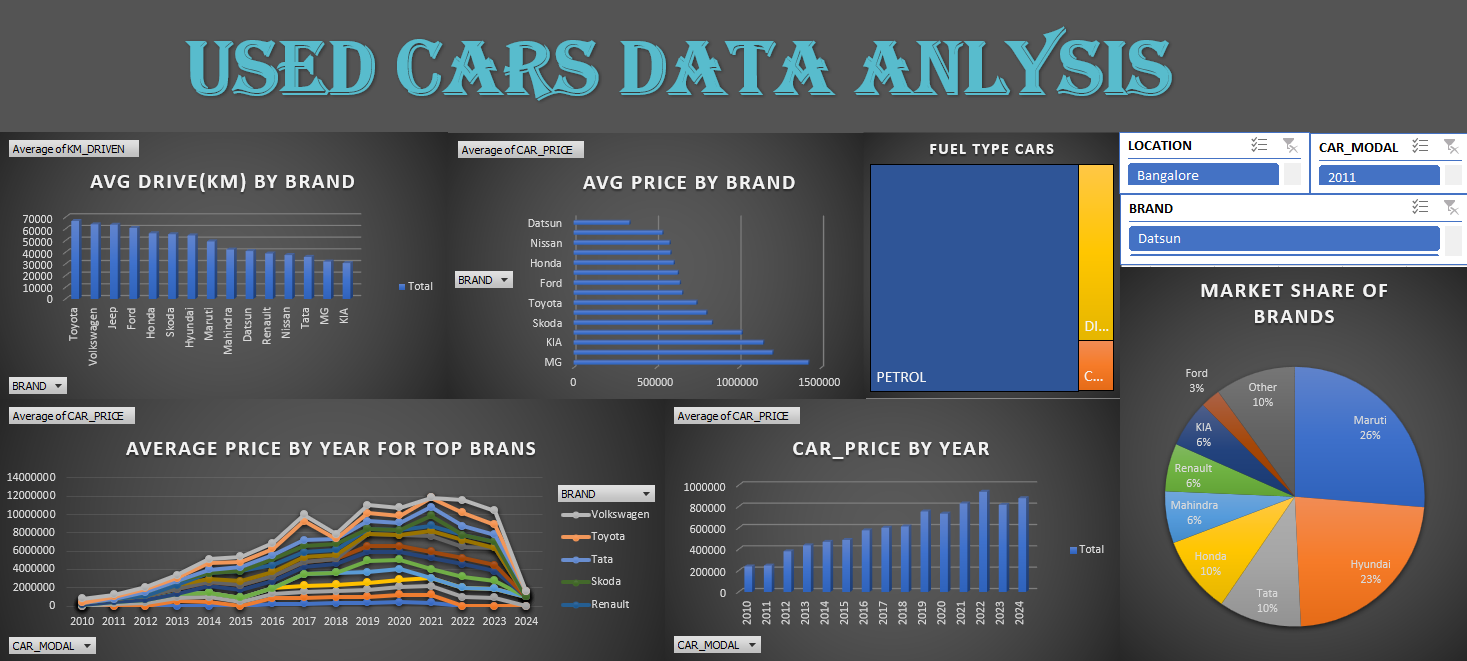 USED CARS DATA ANLYSIS
Average of KM_DRIVEN
AVG DRIVE(KM) BY BRAND
70000
60000
50000
40000
30000
20000
10000
0
Toyota
Volkswagen
Jeep
Ford
Honda
Skoda
Hyundai
Maruti
Mahindra
Datsun
Renault
Nissan
Tata
MG
KIA
Total
BRAND
Average of CAR_PRICE
AVG PRICE BY BRAND
Datsun
Nissan
Honda
Ford
Toyota
Skoda
KIA
MG
BRAND
0 500000 1000000 1500000
FUEL TYPE CARS
PETROL
DI...
C...
LOCATION
Bangalore
CAR_MODAL
2011
BRAND
Datsun
MARKET SHARE OF
BRANDS
Maruti
26%
Hyundai
23%
Tata
10%
Honda
10%
Mahindra
6%
Renault
6%
KIA
6%
Ford
3%
Other
10%
Average of CAR_PRICE
AVERAGE PRICE BY YEAR FOR TOP BRANS
14000000
12000000
10000000
8000000
6000000
4000000
2000000
0
2010 2011 2012 2013 2014 2015 2016 2017 2018 2019 2020 2021 2022 2023 2024
BRAND
Volkswagen
Toyota
Tata
Skoda
Renault
CAR_MODAL
Average of CAR_PRICE
CAR_PRICE BY YEAR
1000000
800000
600000
400000
200000
0
2010
2011
2012
2013
2014
2015
2016
2017
2018
2019
2020
2021
2022
2023
2024
Total
CAR_MODAL